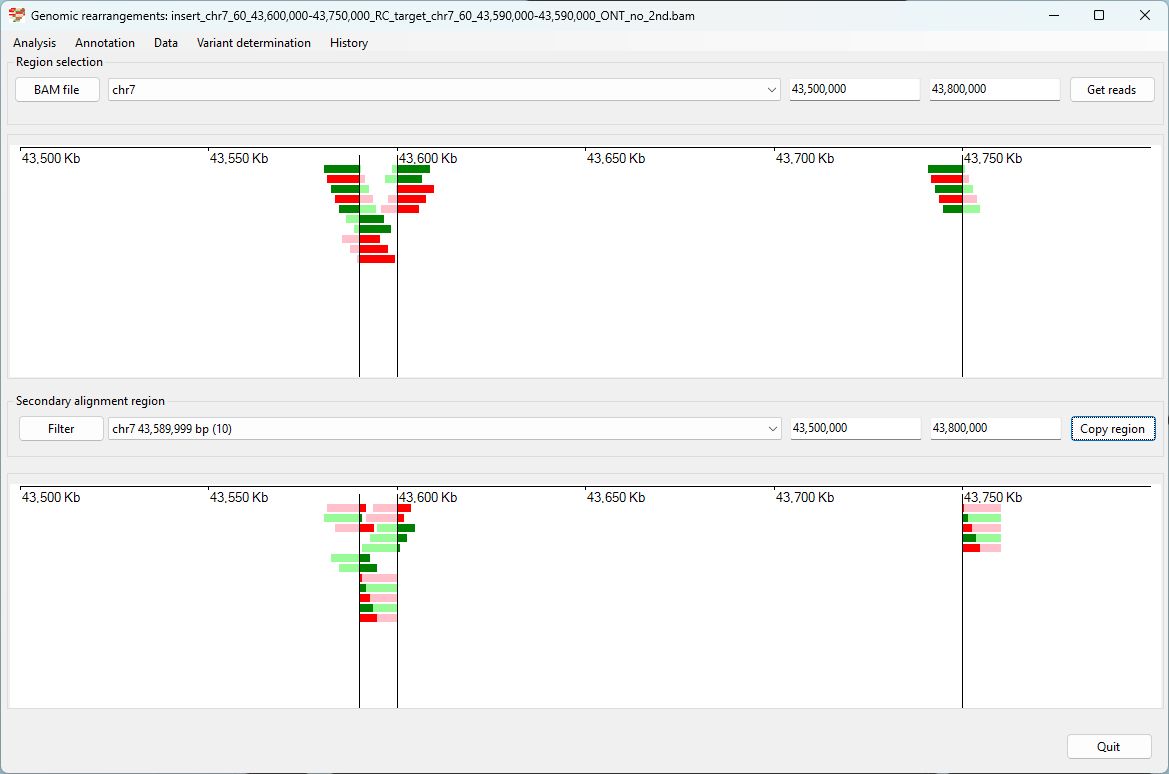 Genomic rearrangements: insert_chr7_60_43,600,000-43,750,000_RC_target_chr7_60_43,590,000-43,590,000_ONT_no_2nd.bam
Analysis Annotation Data Variant determination History
Region selection
BAM file chr7 43,500,000 43,800,000 Get reads
43,500 Kb 43,550 Kb 43,600 Kb 43,650 Kb 43,700 Kb 43,750 Kb
Secondary alignment region
Filter chr7 43,589,999 bp (10) 43,500,000 43,800,000 Copy region
43,500 Kb 43,550 Kb 43,600 Kb 43,650 Kb 43,700 Kb 43,750 Kb
Quit